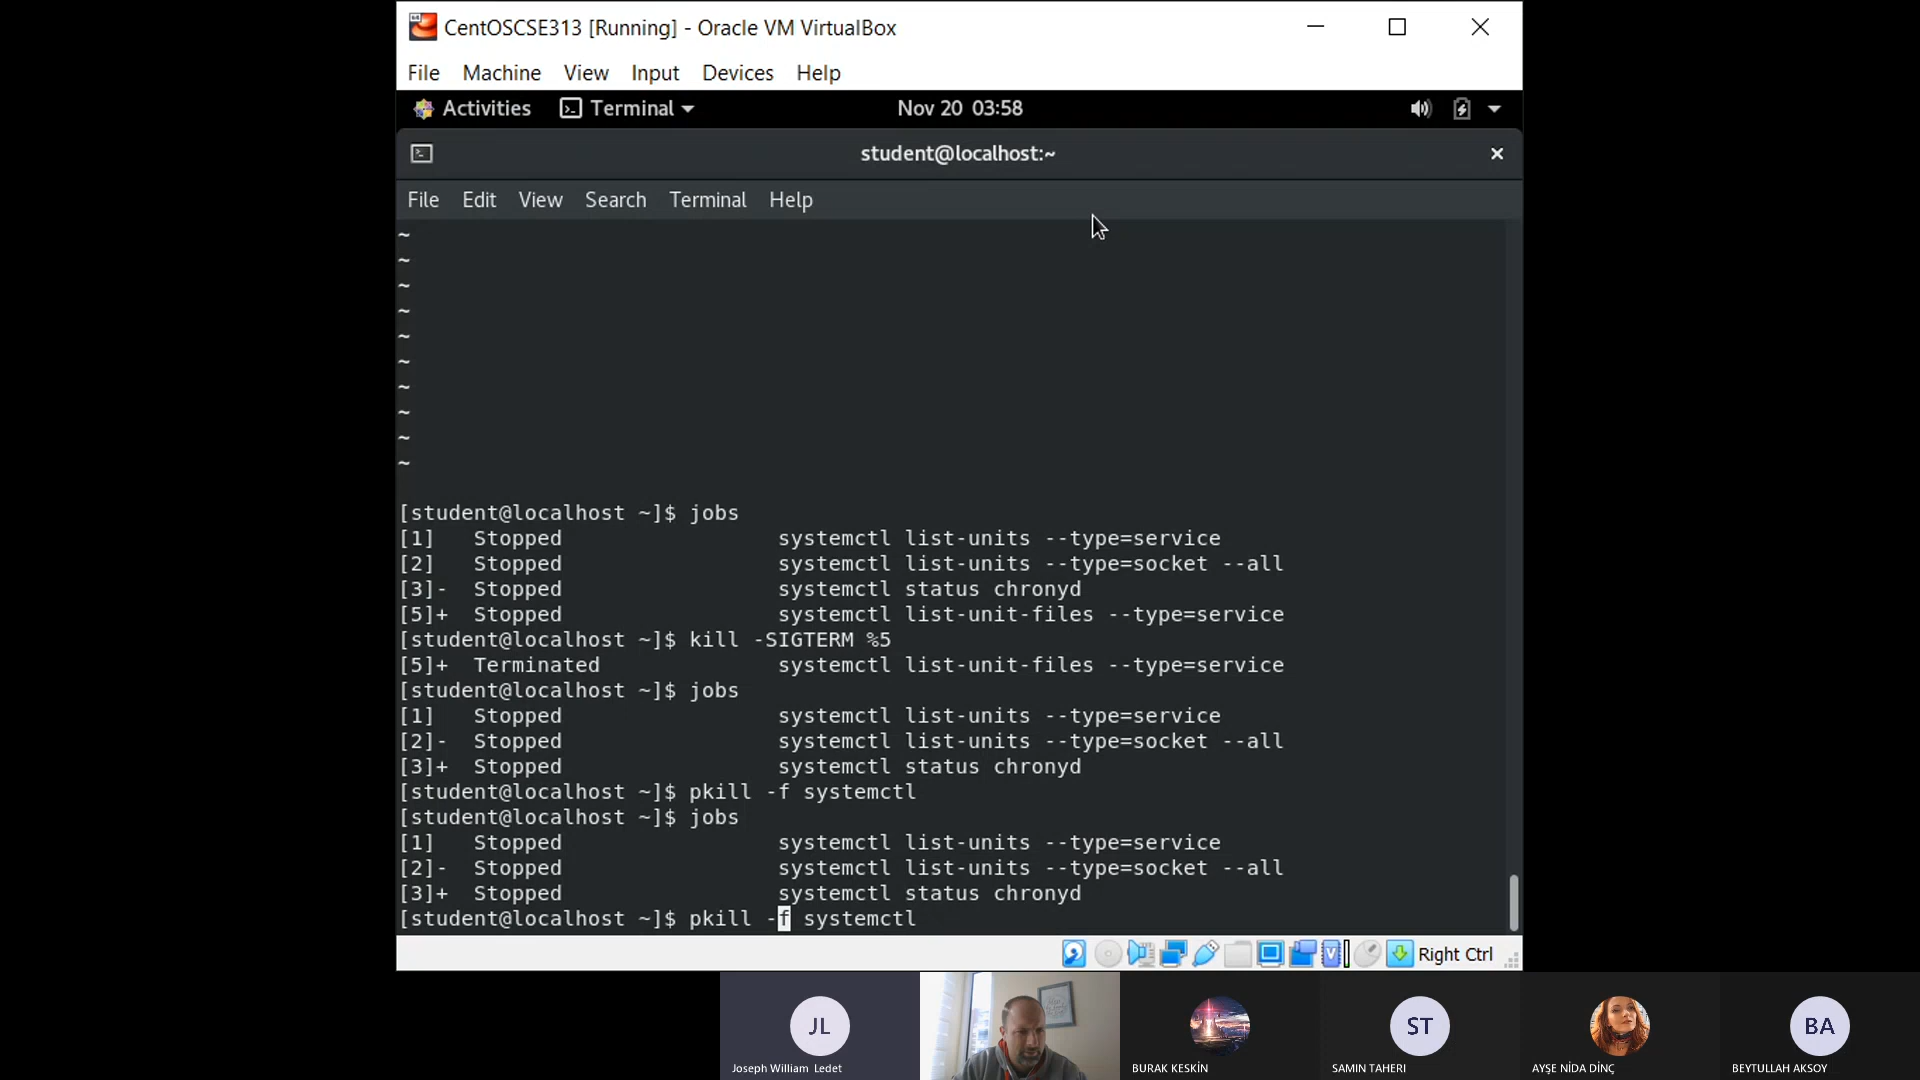 CentOSCSE313 [Running] - Oracle VM VirtualBox
File Machine View Input Devices Help
Activities Terminal Nov 20 03:58
student@localhost:~
File Edit View Search Terminal Help
~
~
~
~
~
~
~
~
~
~
[student@localhost ~]$ jobs
[1] Stopped systemctl list-units --type=service
[2] Stopped systemctl list-units --type=socket --all
[3]- Stopped systemctl status chronyd
[5]+ Stopped systemctl list-unit-files --type=service
[student@localhost ~]$ kill -SIGTERM %5
[5]+ Terminated systemctl list-unit-files --type=service
[student@localhost ~]$ jobs
[1] Stopped systemctl list-units --type=service
[2]- Stopped systemctl list-units --type=socket --all
[3]+ Stopped systemctl status chronyd
[student@localhost ~]$ pkill -f systemctl
[student@localhost ~]$ jobs
[1] Stopped systemctl list-units --type=service
[2]- Stopped systemctl list-units --type=socket --all
[3]+ Stopped systemctl status chronyd
[student@localhost ~]$ pkill -f systemctl
Right Ctrl
JL ST BA
Joseph William Ledet BURAK KESKİN SAMIN TAHERI AYŞE NİDA DİNÇ BEYTULLAH AKSOY